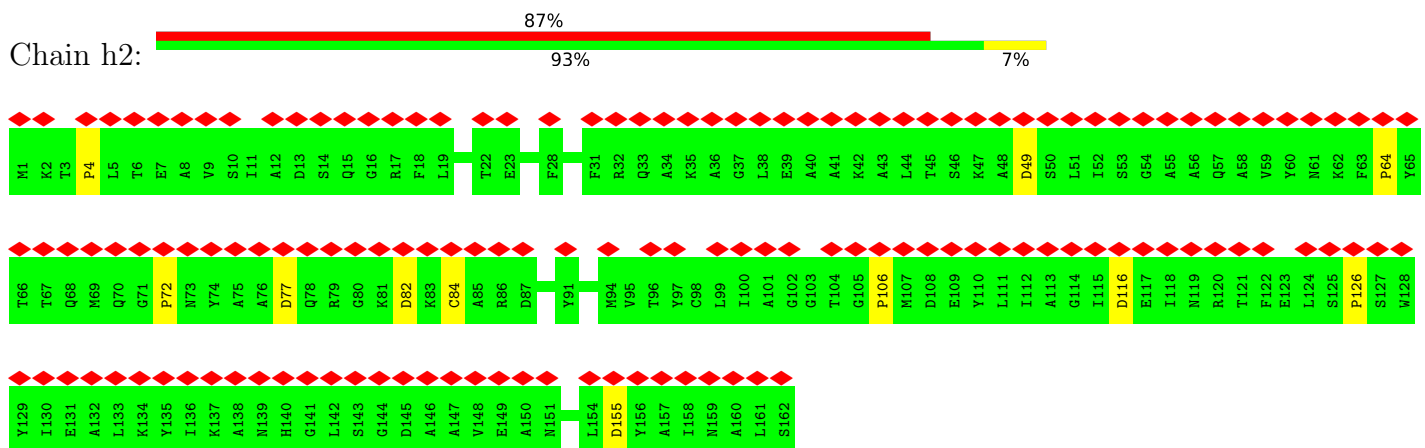 87%
Chain h2:
93% 7%
M1 K2 T3 P4 L5 T6 E7 A8 V9 S10 I11 A12 D13 S14 Q15 G16 R17 F18 L19 T22 E23 F28 F31 R32 Q33 A34 K35 A36 G37 L38 E39 A40 A41 K42 A43 L44 T45 S46 K47 A48 D49 S50 L51 I52 S53 G54 A55 A56 Q57 A58 V59 Y60 N61 K62 F63 P64 Y65
T66 T67 Q68 M69 Q70 G71 P72 N73 Y74 A75 A76 D77 Q78 R79 G80 K81 D82 K83 C84 A85 R86 D87 Y91 M94 V95 T96 Y97 C98 L99 I100 A101 G102 G103 T104 G105 P106 M107 D108 E109 Y110 L111 I112 A113 G114 I115 D116 E117 I118 N119 R120 T121 F122 E123 L124 S125 P126 S127 W128
Y129 I130 E131 A132 L133 K134 Y135 I136 K137 A138 N139 H140 G141 L142 S143 G144 D145 A146 A147 V148 E149 A150 N151 L154 D155 Y156 A157 I158 N159 A160 L161 S162